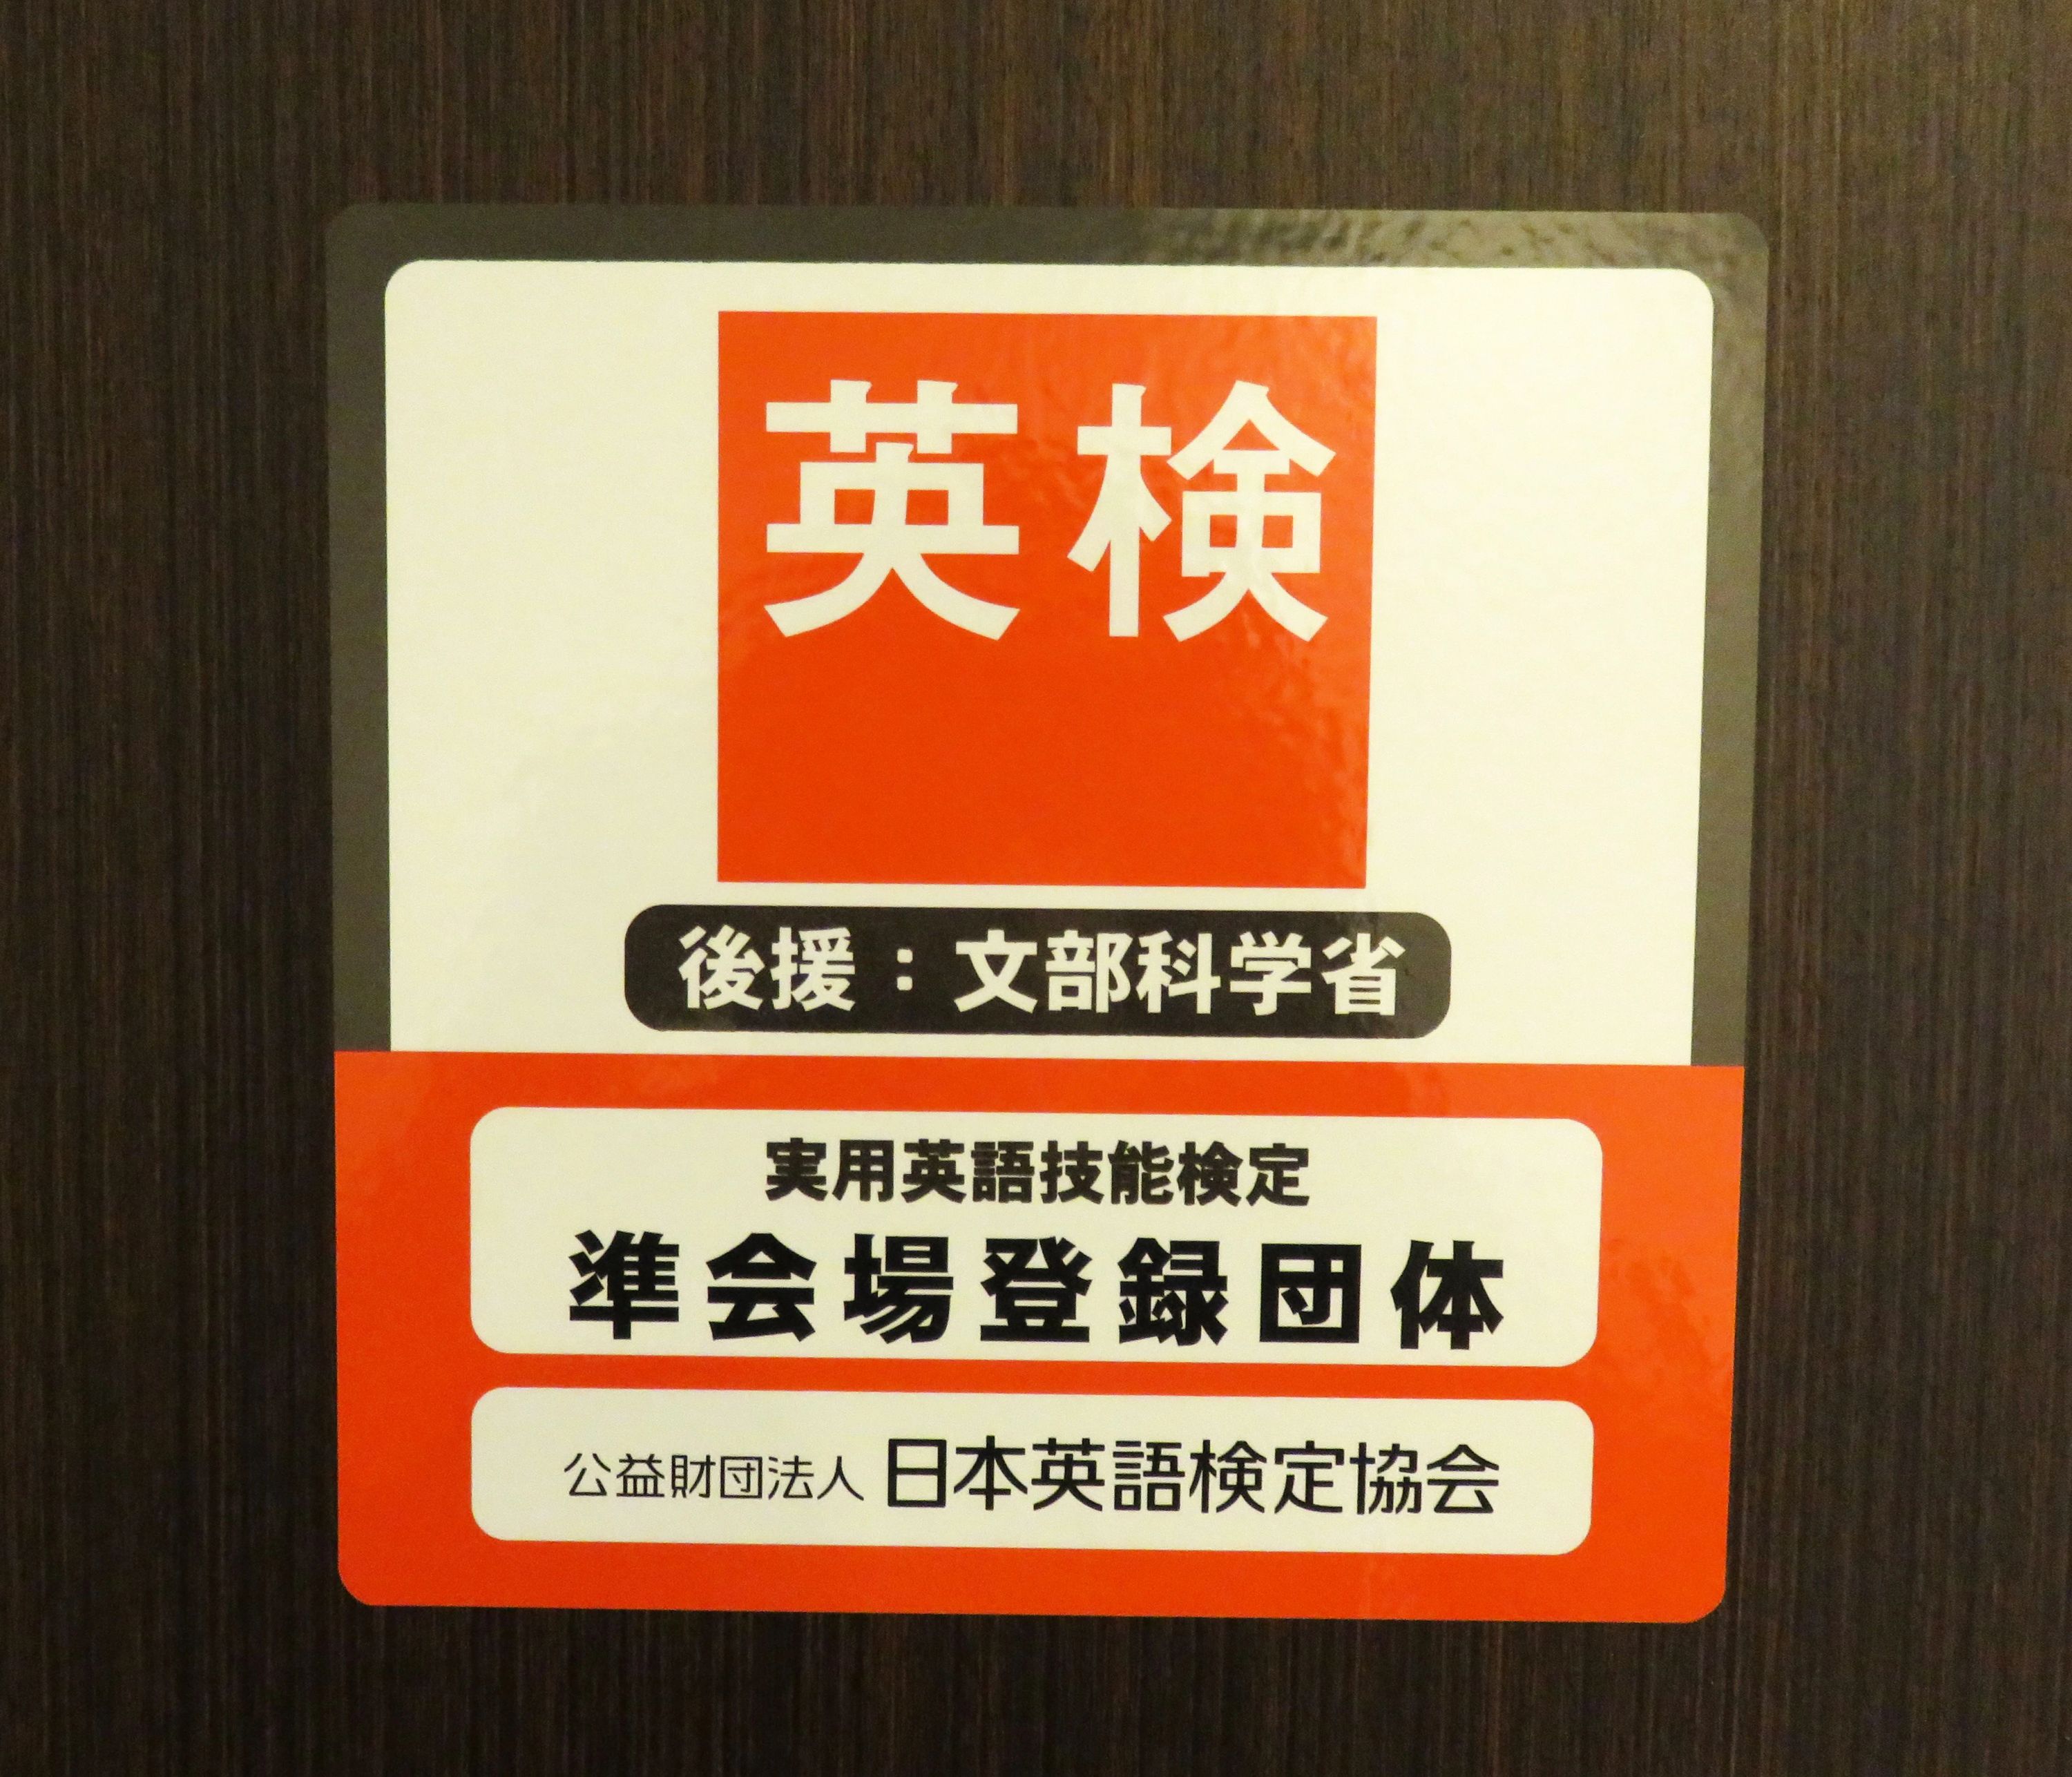 英検
後援：文部科学省
実用英語技能検定
準会場登録団体
公益財団法人 日本英語検定協会